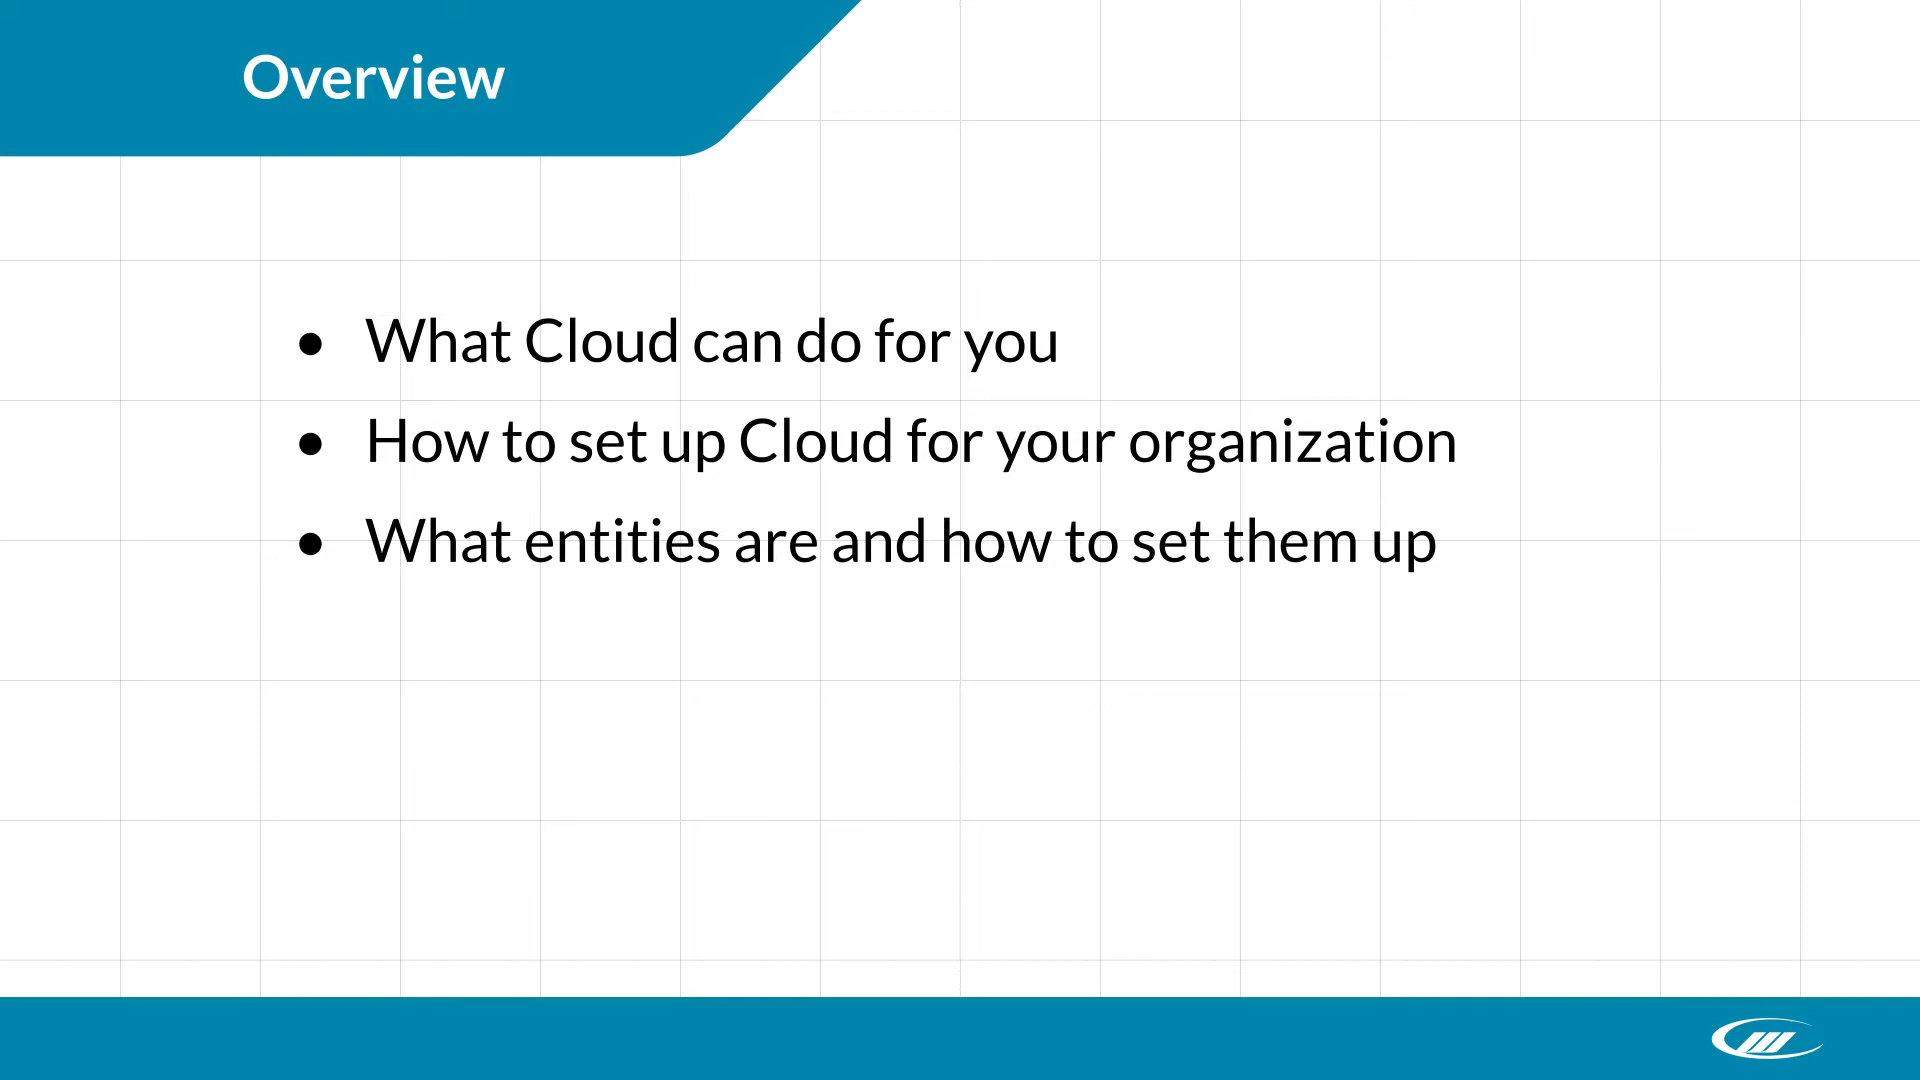 Overview
• What Cloud can do for you
• How to set up Cloud for your organization
• What entities are and how to set them up